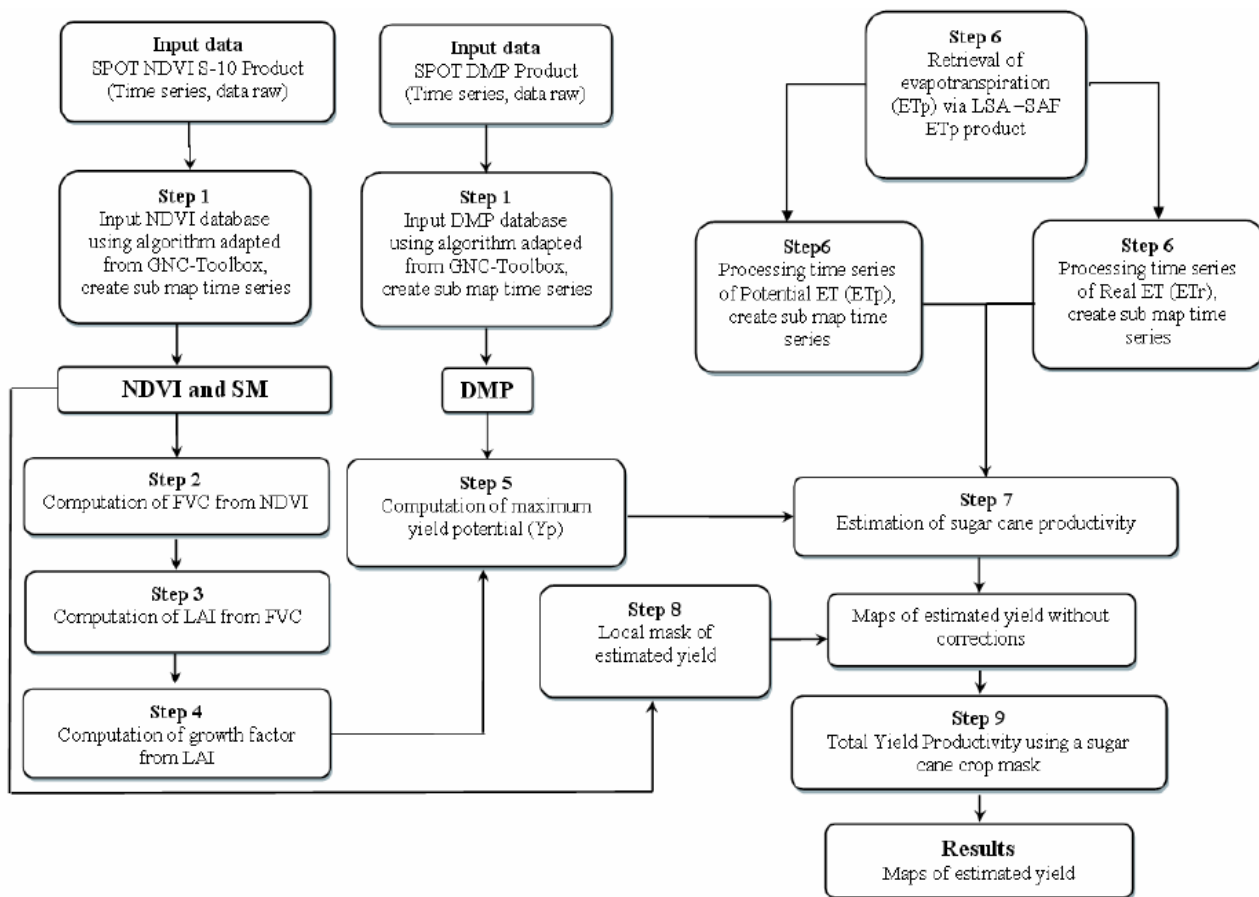 Input data
SPOT NDVI S-10 Product
(Time series, data raw)
Input data
SPOT DMP Product
(Time series, data raw)
Step 6
Retrieval of
evapotranspiration
(ETp) via LSA–SAF
ETp product
Step 1
Input NDVI database
using algorithm adapted
from GNC-Toolbox,
create sub map time series
Step 1
Input DMP database
using algorithm adapted
from GNC-Toolbox,
create sub map time series
Step6
Processing time series
of Potential ET (ETp),
create sub map time
series
Step 6
Processing time series
of Real ET (ETr),
create sub map time
series
NDVI and SM
DMP
Step 2
Computation of FVC from NDVI
Step 5
Computation of maximum
yield potential (Yp)
Step 7
Estimation of sugar cane productivity
Step 3
Computation of LAI from FVC
Step 8
Local mask of
estimated yield
Maps of estimated yield without
corrections
Step 4
Computation of growth factor
from LAI
Step 9
Total Yield Productivity using a sugar
cane crop mask
Results
Maps of estimated yield